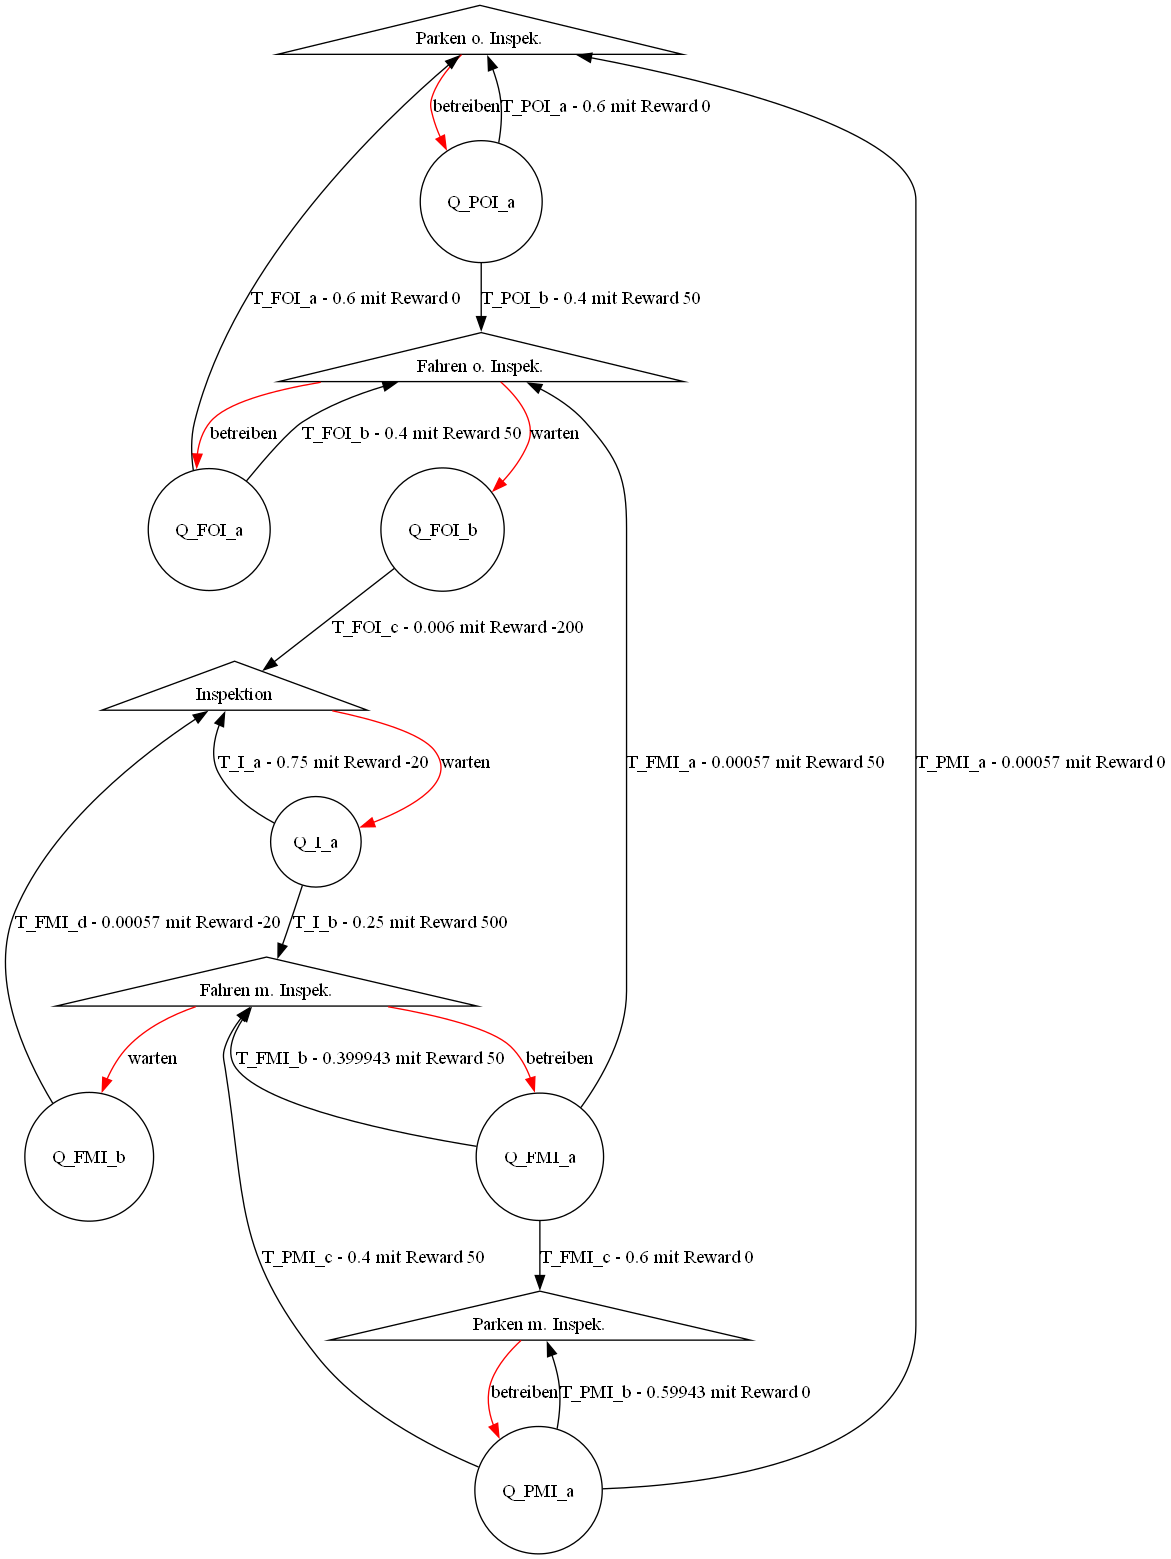 Parken o. Inspek.
betreiben
T_POI_a - 0.6 mit Reward 0
Q_POI_a
T_FOI_a - 0.6 mit Reward 0
T_POI_b - 0.4 mit Reward 50
Fahren o. Inspek.
betreiben
T_FOI_b - 0.4 mit Reward 50
warten
Q_FOI_a
Q_FOI_b
T_FOI_c - 0.006 mit Reward -200
Inspektion
T_I_a - 0.75 mit Reward -20
warten
T_FMI_a - 0.00057 mit Reward 50
T_PMI_a - 0.00057 mit Reward 0
Q_I_a
T_FMI_d - 0.00057 mit Reward -20
T_I_b - 0.25 mit Reward 500
Fahren m. Inspek.
warten
T_FMI_b - 0.399943 mit Reward 50
betreiben
Q_FMI_b
Q_FMI_a
T_PMI_c - 0.4 mit Reward 50
T_FMI_c - 0.6 mit Reward 0
Parken m. Inspek.
betreiben
T_PMI_b - 0.59943 mit Reward 0
Q_PMI_a